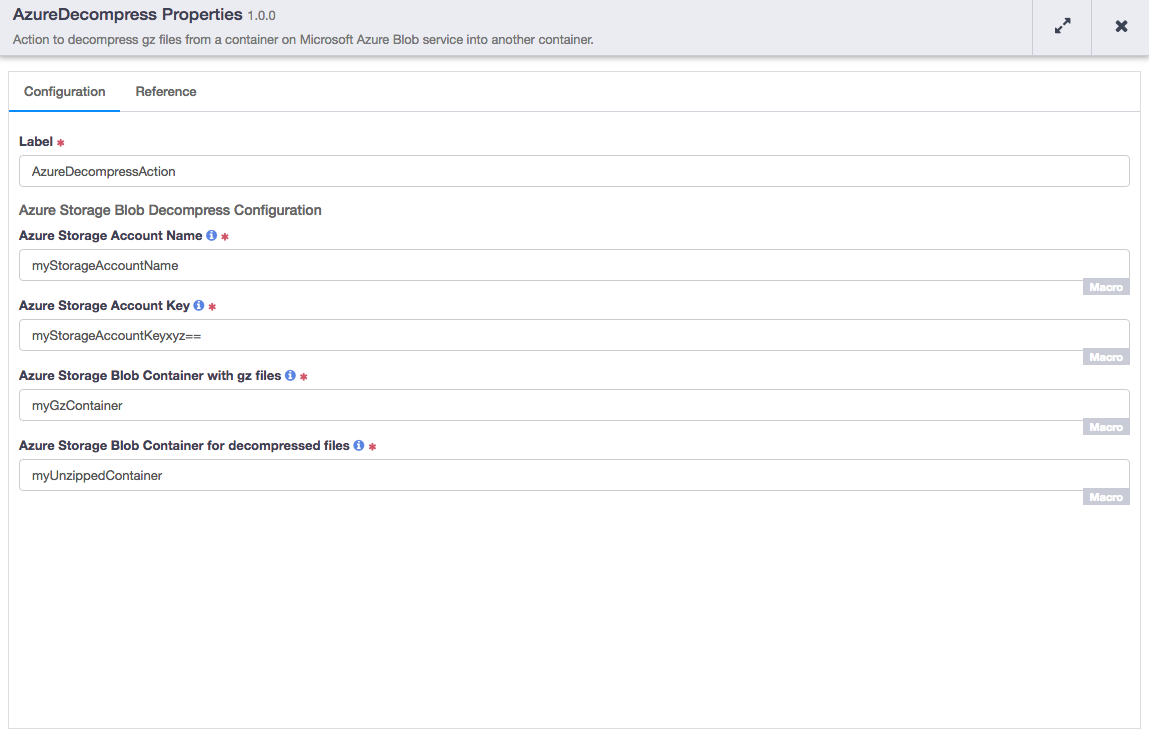 AzureDecompress Properties 1.0.0
Action to decompress gz files from a container on Microsoft Azure Blob service into another container.
Configuration Reference
Label *
AzureDecompressAction
Azure Storage Blob Decompress Configuration
Azure Storage Account Name *
myStorageAccountName
Macro
Azure Storage Account Key *
myStorageAccountKeyxyz==
Macro
Azure Storage Blob Container with gz files *
myGzContainer
Macro
Azure Storage Blob Container for decompressed files *
myUnzippedContainer
Macro